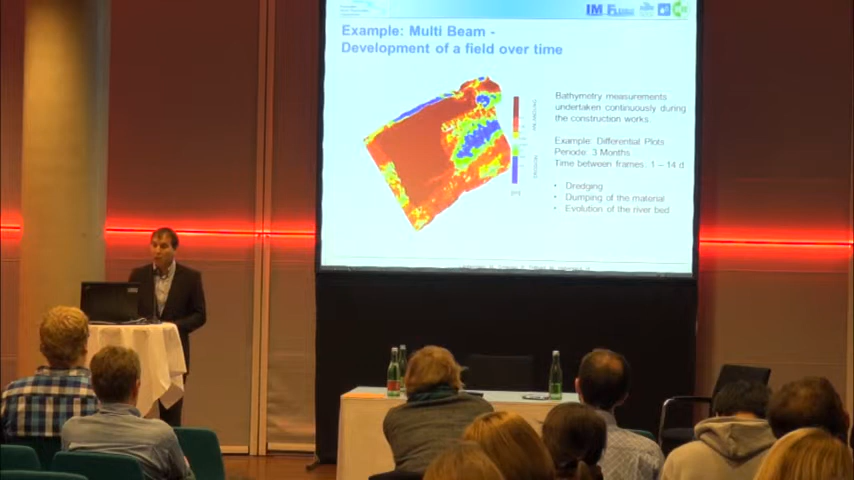 Example: Multi Beam -
Development of a field over time
Bathymetry measurements
undertaken continuously during
the construction works
Example: Differential Plots
Periode: 3 Months
Time between frames: 1 – 14 d
• Dredging
• Dumping of the material
• Evolution of the river bed